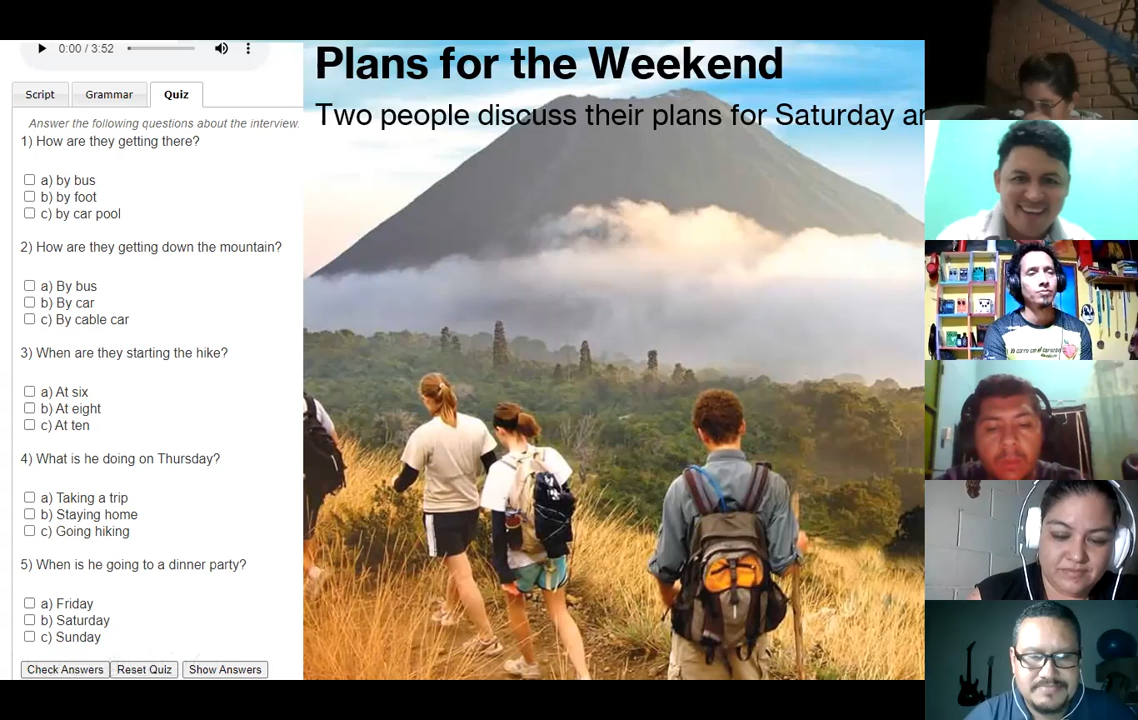 0:00 / 3:52
Script
Grammar
Quiz
Answer the following questions about the interview.
1) How are they getting there?
a) by bus
b) by foot
c) by car pool
2) How are they getting down the mountain?
a) By bus
b) By car
c) By cable car
3) When are they starting the hike?
a) At six
b) At eight
c) At ten
4) What is he doing on Thursday?
a) Taking a trip
b) Staying home
c) Going hiking
5) When is he going to a dinner party?
a) Friday
b) Saturday
c) Sunday
Check Answers
Reset Quiz
Show Answers
Plans for the Weekend
Two people discuss their plans for Saturday